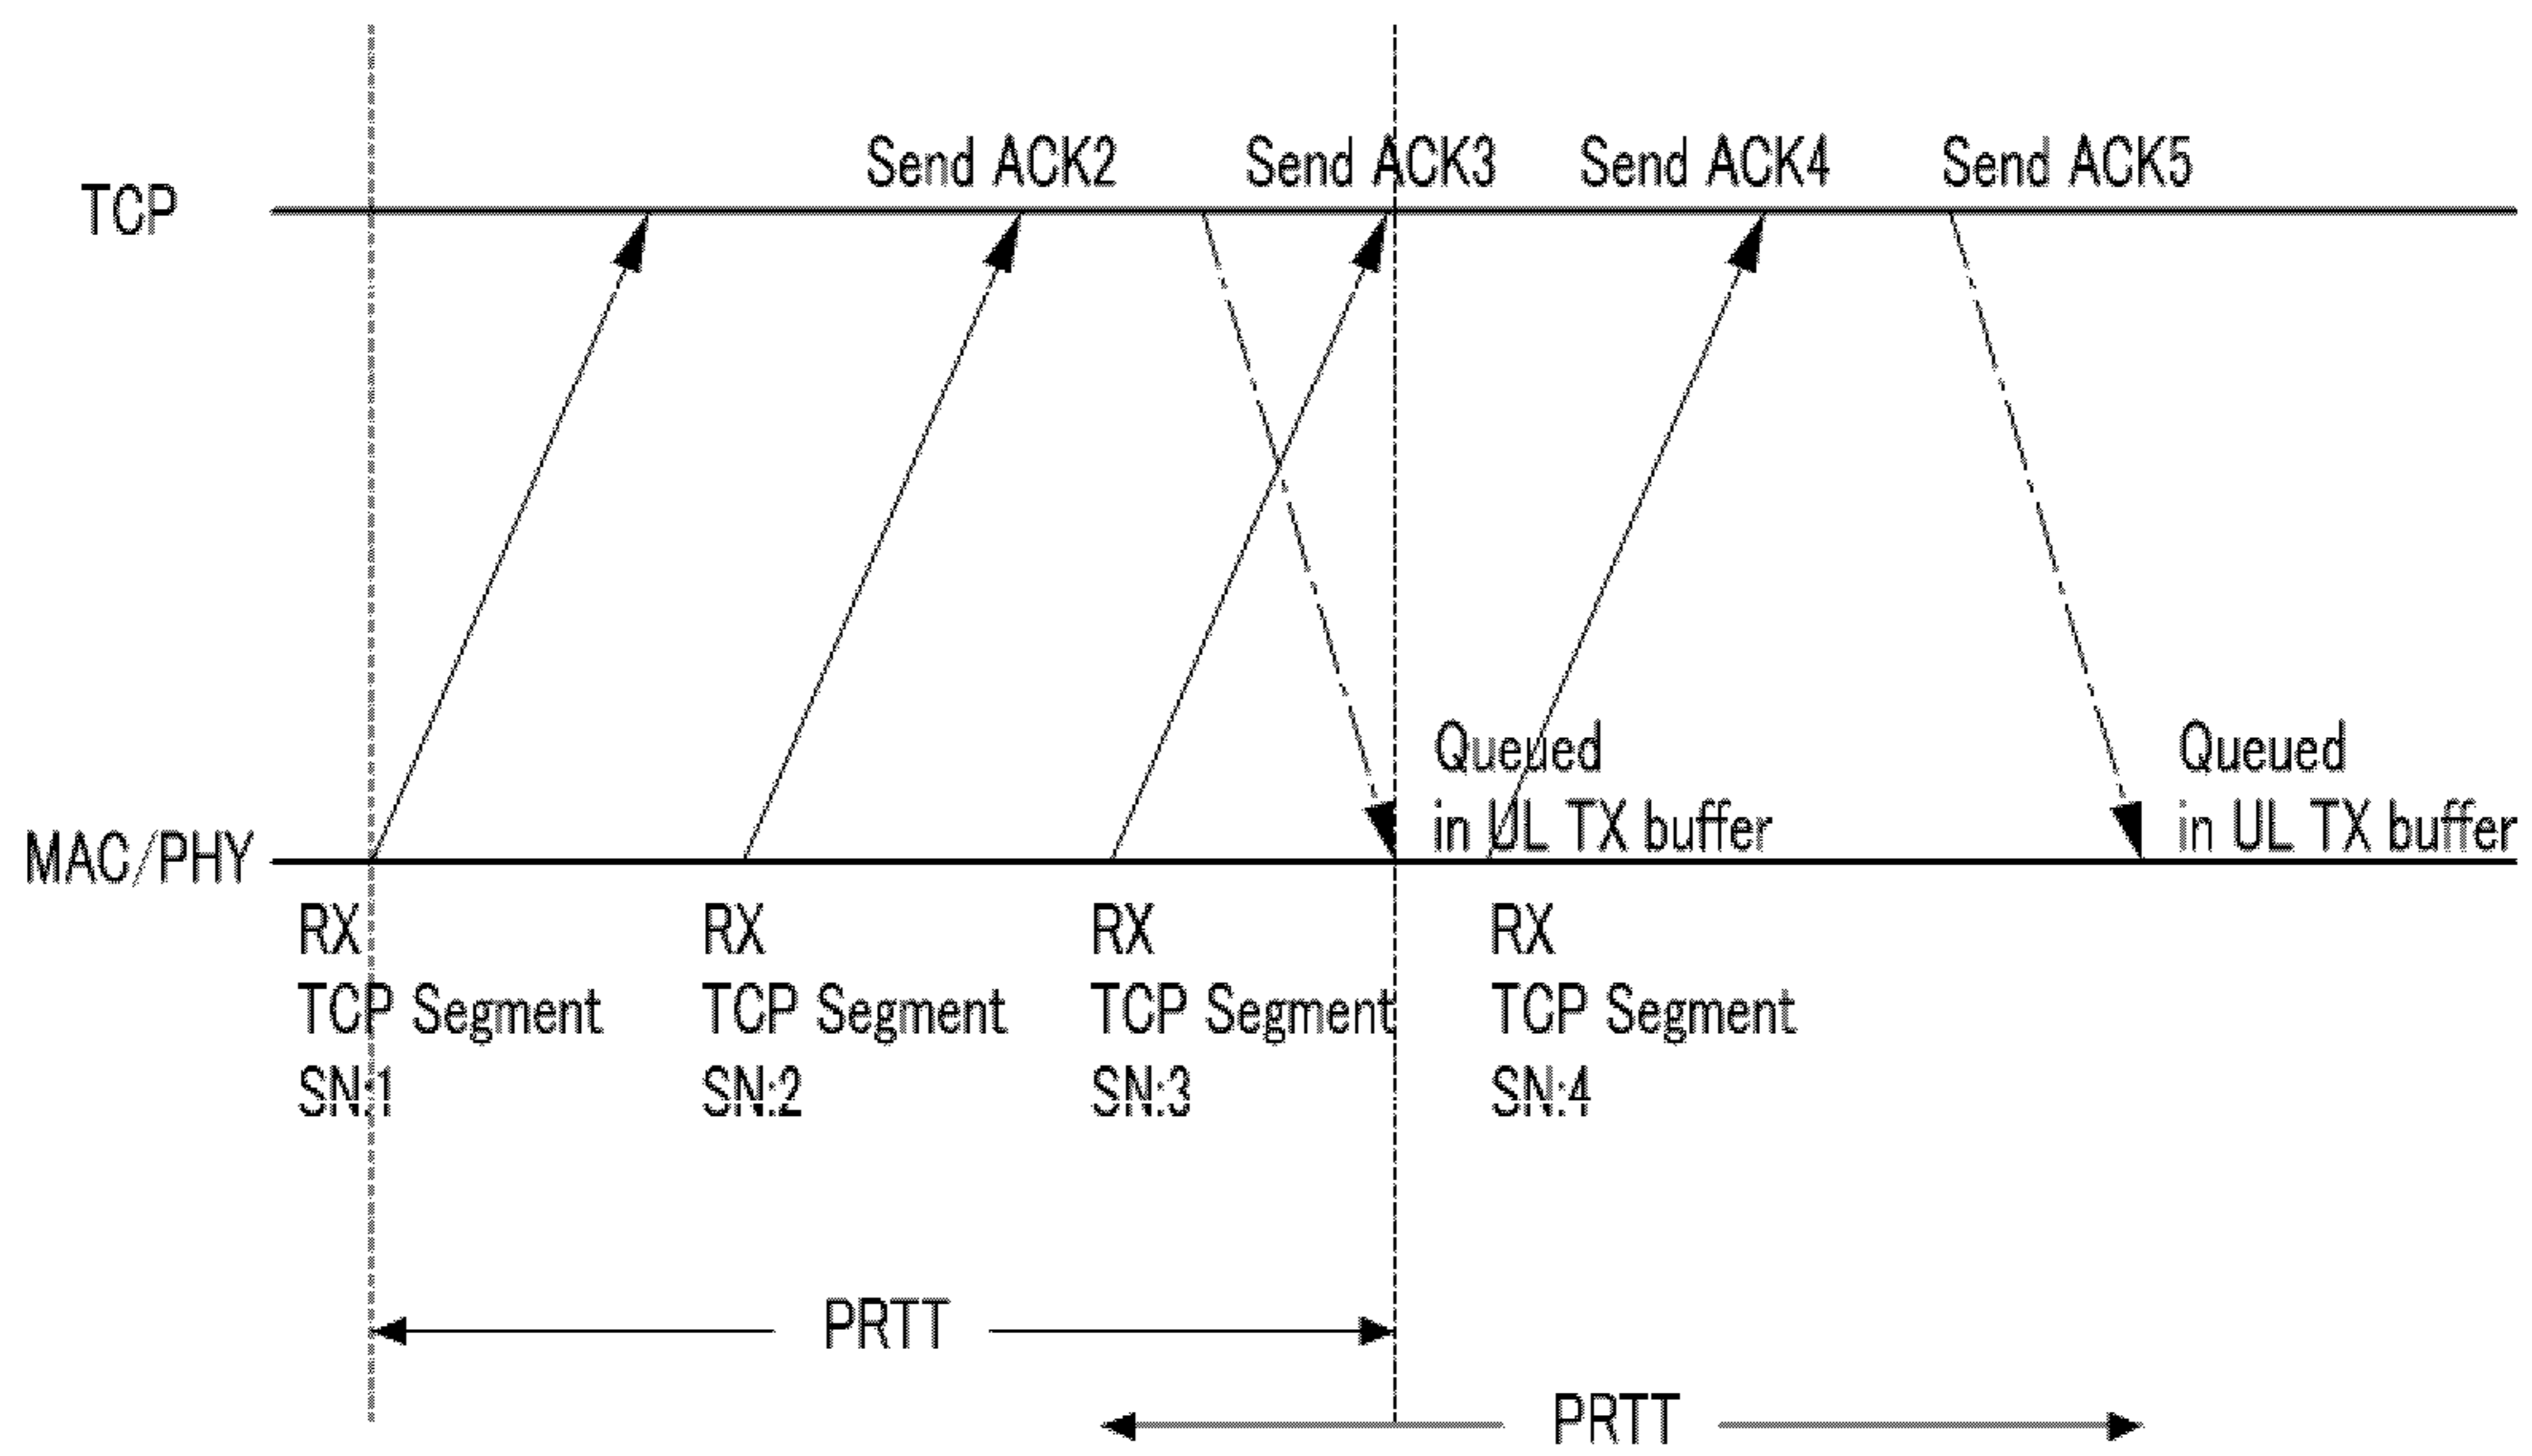 Send ACK2
Send ACK3
Send ACK4
Send ACK5
TCP
Queued
in UL TX buffer
Queued
in UL TX buffer
MAC/PHY
RX
TCP Segment
SN:1
RX
TCP Segment
SN:2
RX
TCP Segment
SN:3
RX
TCP Segment
SN:4
PRTT
PRTT